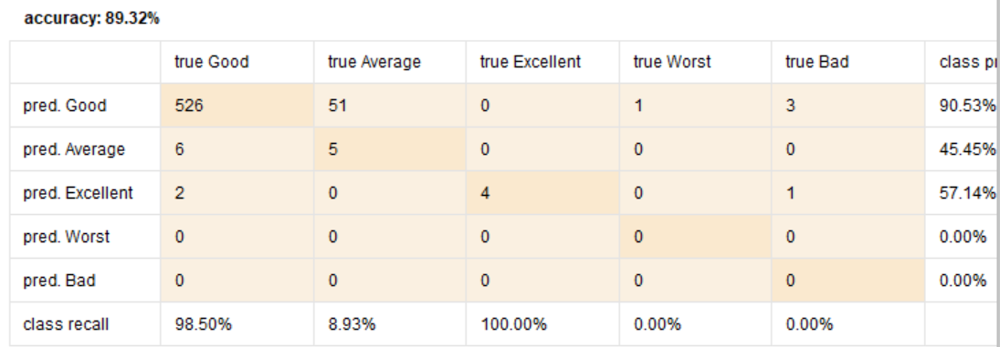 accuracy: 89.32%
true Good true Average true Excellent true Worst true Bad class
pred. Good 526 51 0 1 3 90.53%
pred. Average 6 5 0 0 0 45.45%
pred. Excellent 2 0 4 0 1 57.14%
pred. Worst 0 0 0 0 0 0.00%
pred. Bad 0 0 0 0 0 0.00%
class recall 98.50% 8.93% 100.00% 0.00% 0.00%